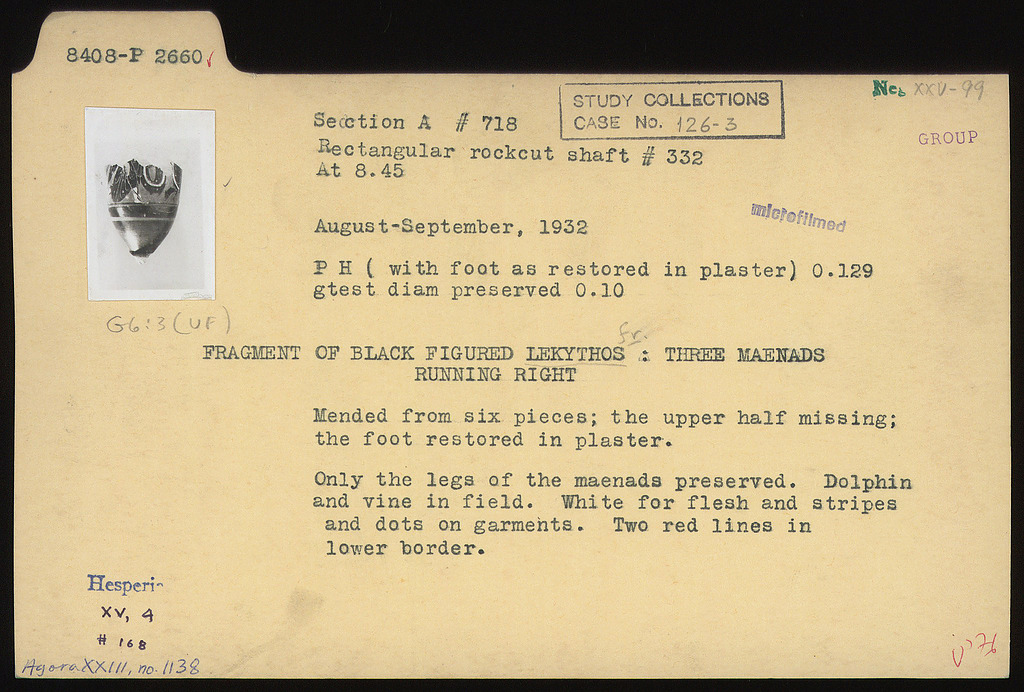 8408-P 2660
STUDY COLLECTIONS
CASE No. 126-3
Neg XXV-99
GROUP
Section A # 718
Rectangular rockcut shaft # 332
At 8.45
microfilmed
August-September, 1932
P H ( with foot as restored in plaster) 0.129
gtest diam preserved 0.10
G6:3 (UF)
fr.
FRAGMENT OF BLACK FIGURED LEKYTHOS : THREE MAENADS
RUNNING RIGHT
Mended from six pieces; the upper half missing;
the foot restored in plaster.
Only the legs of the maenads preserved. Dolphin
and vine in field. White for flesh and stripes
and dots on garments. Two red lines in
lower border.
Hesperi
XV, 4
# 168
Agora XXIII, no. 1138